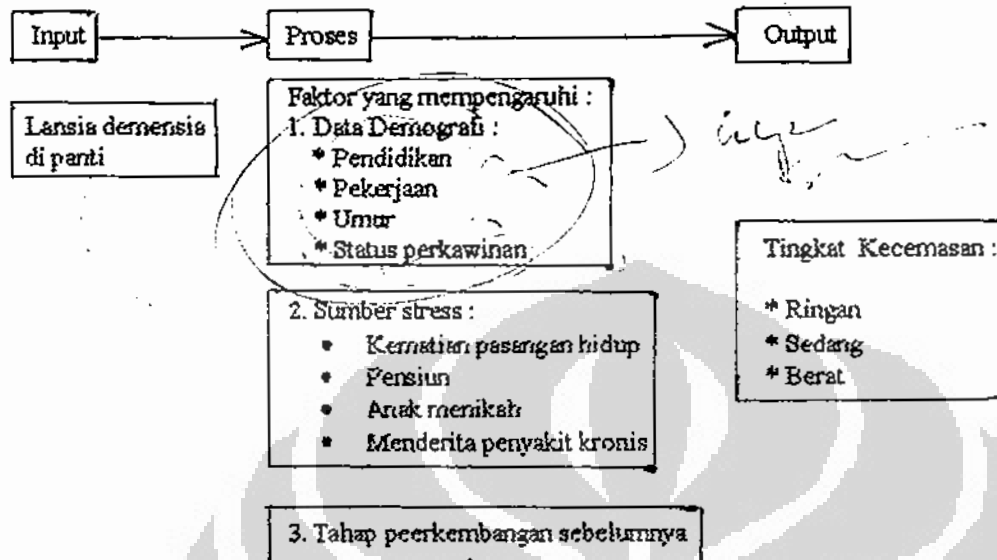 Input
Proses
Output
Lansia demensia
di panti
Faktor yang mempengaruhi :
1. Data Demografi :
* Pendidikan
* Pekerjaan
* Umur
* Status perkawinan
Tingkat Kecemasan :
* Ringan
* Sedang
* Berat
2. Sumber stress :
• Kematian pasangan hidup
• Pensiun
• Anak menikah
• Menderita penyakit kronis
3. Tahap peerkembangan sebelumnya